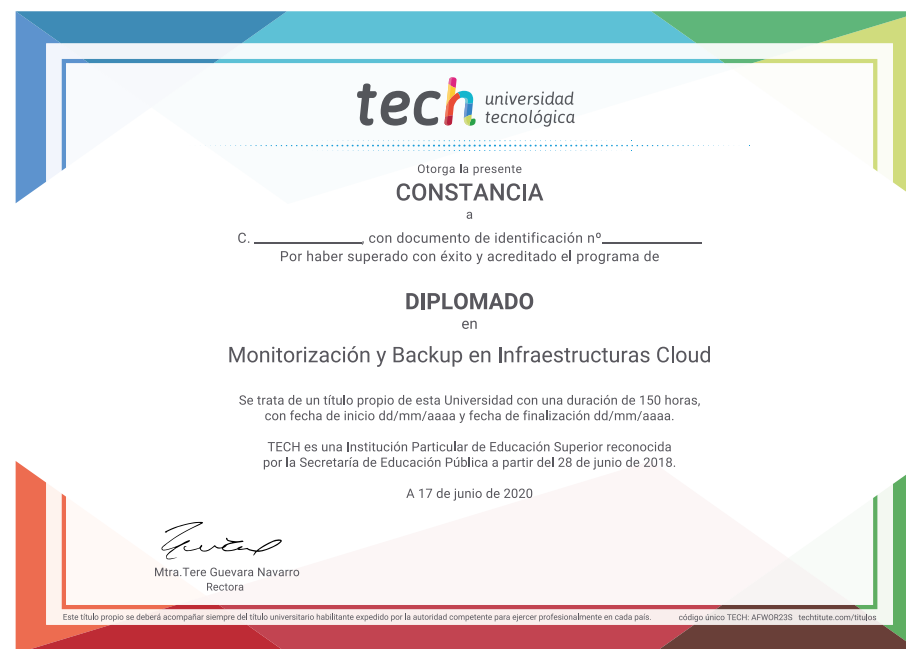 tech universidad
tecnológica
Otorga la presente
CONSTANCIA
a
C. ______________, con documento de identificación nº______________
Por haber superado con éxito y acreditado el programa de
DIPLOMADO
en
Monitorización y Backup en Infraestructuras Cloud
Se trata de un título propio de esta Universidad con una duración de 150 horas,
con fecha de inicio dd/mm/aaaa y fecha de finalización dd/mm/aaaa.
TECH es una Institución Particular de Educación Superior reconocida
por la Secretaría de Educación Pública a partir del 28 de junio de 2018.
A 17 de junio de 2020
Mtra.Tere Guevara Navarro
Rectora
Este título propio se deberá acompañar siempre del título universitario habilitante expedido por la autoridad competente para ejercer profesionalmente en cada país. código único TECH: AFWOR23S techtitute.com/titulos